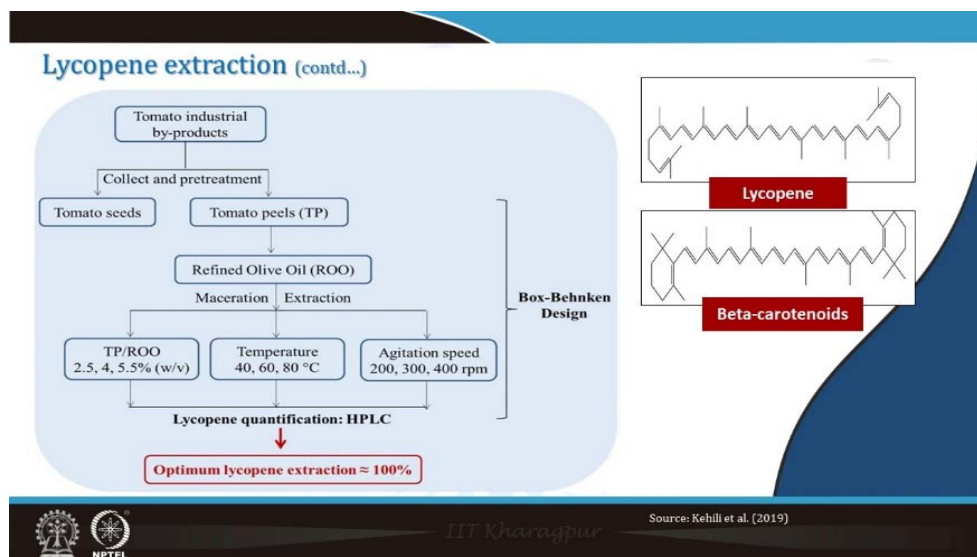 Lycopene extraction (contd...)
Tomato industrial
by-products
Collect and pretreatment
Tomato seeds
Tomato peels (TP)
Refined Olive Oil (ROO)
Maceration Extraction
TP/ROO
2.5, 4, 5.5% (w/v)
Temperature
40, 60, 80 °C
Agitation speed
200, 300, 400 rpm
Box-Behnken
Design
Lycopene quantification: HPLC
Optimum lycopene extraction ≈ 100%
Lycopene
Beta-carotenoids
Source: Kehili et al. (2019)
IIT Kharagpur
NPTEL